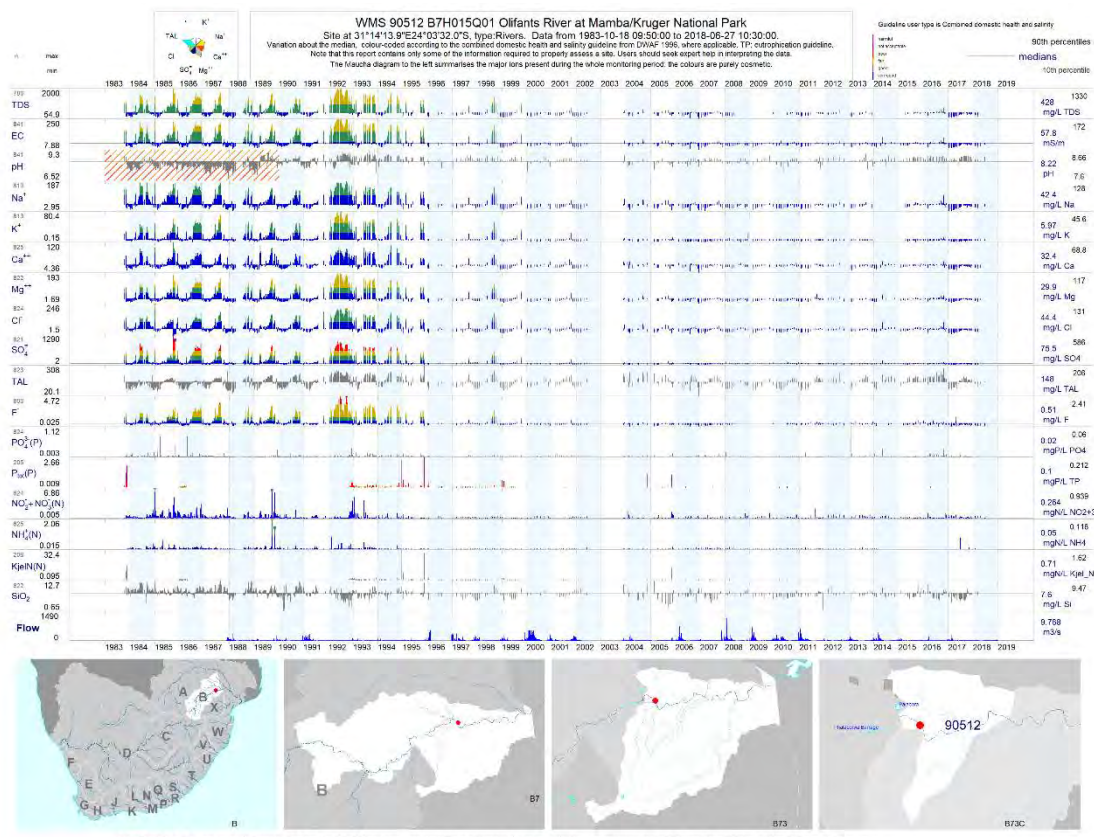 WMS 90512 B7H015Q01 Olifants River at Mamba/Kruger National Park
Site at 31°14'13.9"E24°03'32.0"S, type:Rivers. Data from 1983-10-18 09:50:00 to 2018-06-27 10:30:00.
Variation about the median, colour-coded according to the combined domestic health and salinity guideline from DWAF 1996, where applicable. TP: eutrophication guideline.
Note that this report contains only some of the information required to properly assess a site. Users should seek expert help in interpreting the data.
The Maucha diagram to the left summarises the major ions present during the whole monitoring period: the colours are purely cosmetic.
K⁺
TAL Na⁺
Cl Ca⁺⁺
SO₄⁼ Mg⁺⁺
Guideline user type is Combined domestic health and salinity
90th percentiles
medians
10th percentile
n max
min
1983 1984 1985 1986 1987 1988 1989 1990 1991 1992 1993 1994 1995 1996 1997 1998 1999 2000 2001 2002 2003 2004 2005 2006 2007 2008 2009 2010 2011 2012 2013 2014 2015 2016 2017 2018 2019
2000 1330
TDS 428
54.9 mg/L TDS
841 250 172
EC 57.8
7.88 mS/m
841 9.3 8.66
pH 8.22
6.52 pH 7.6
813 187 128
Na⁺ 42.4
2.95 mg/L Na
813 80.4 45.6
K⁺ 5.97
0.15 mg/L K
825 120 68.8
Ca⁺⁺ 32.4
4.36 mg/L Ca
822 193 117
Mg⁺⁺ 29.9
1.69 mg/L Mg
824 246 131
Cl⁻ 44.4
1.5 mg/L Cl
821 1290 586
SO₄⁼ 75.5
2 mg/L SO4
823 308 206
TAL 148
20.1 mg/L TAL
4.72 2.41
F⁻ 0.51
0.025 mg/L F
824 1.12 0.06
PO₄³⁻(P) 0.02
0.003 mgP/L PO4
205 2.66 0.212
Ptot(P) 0.1
0.009 mgP/L TP
824 6.86 0.939
NO₂⁻+NO₃⁻(N) 0.264
0.005 mgN/L NO2+3
825 2.06 0.116
NH₄⁺(N) 0.05
0.015 mgN/L NH4
206 32.4 1.62
KjelN(N) 0.71
0.095 mgN/L Kjel_N
822 12.7 9.47
SiO₂ 7.6
0.65 mg/L Si
1490
Flow 9.768
0 m3/s
1983 1984 1985 1986 1987 1988 1989 1990 1991 1992 1993 1994 1995 1996 1997 1998 1999 2000 2001 2002 2003 2004 2005 2006 2007 2008 2009 2010 2011 2012 2013 2014 2015 2016 2017 2018 2019
A B X
C W
D V
F U
E T
G H J K L N M Q P S R
B
B
B7
B73
90512
B73C